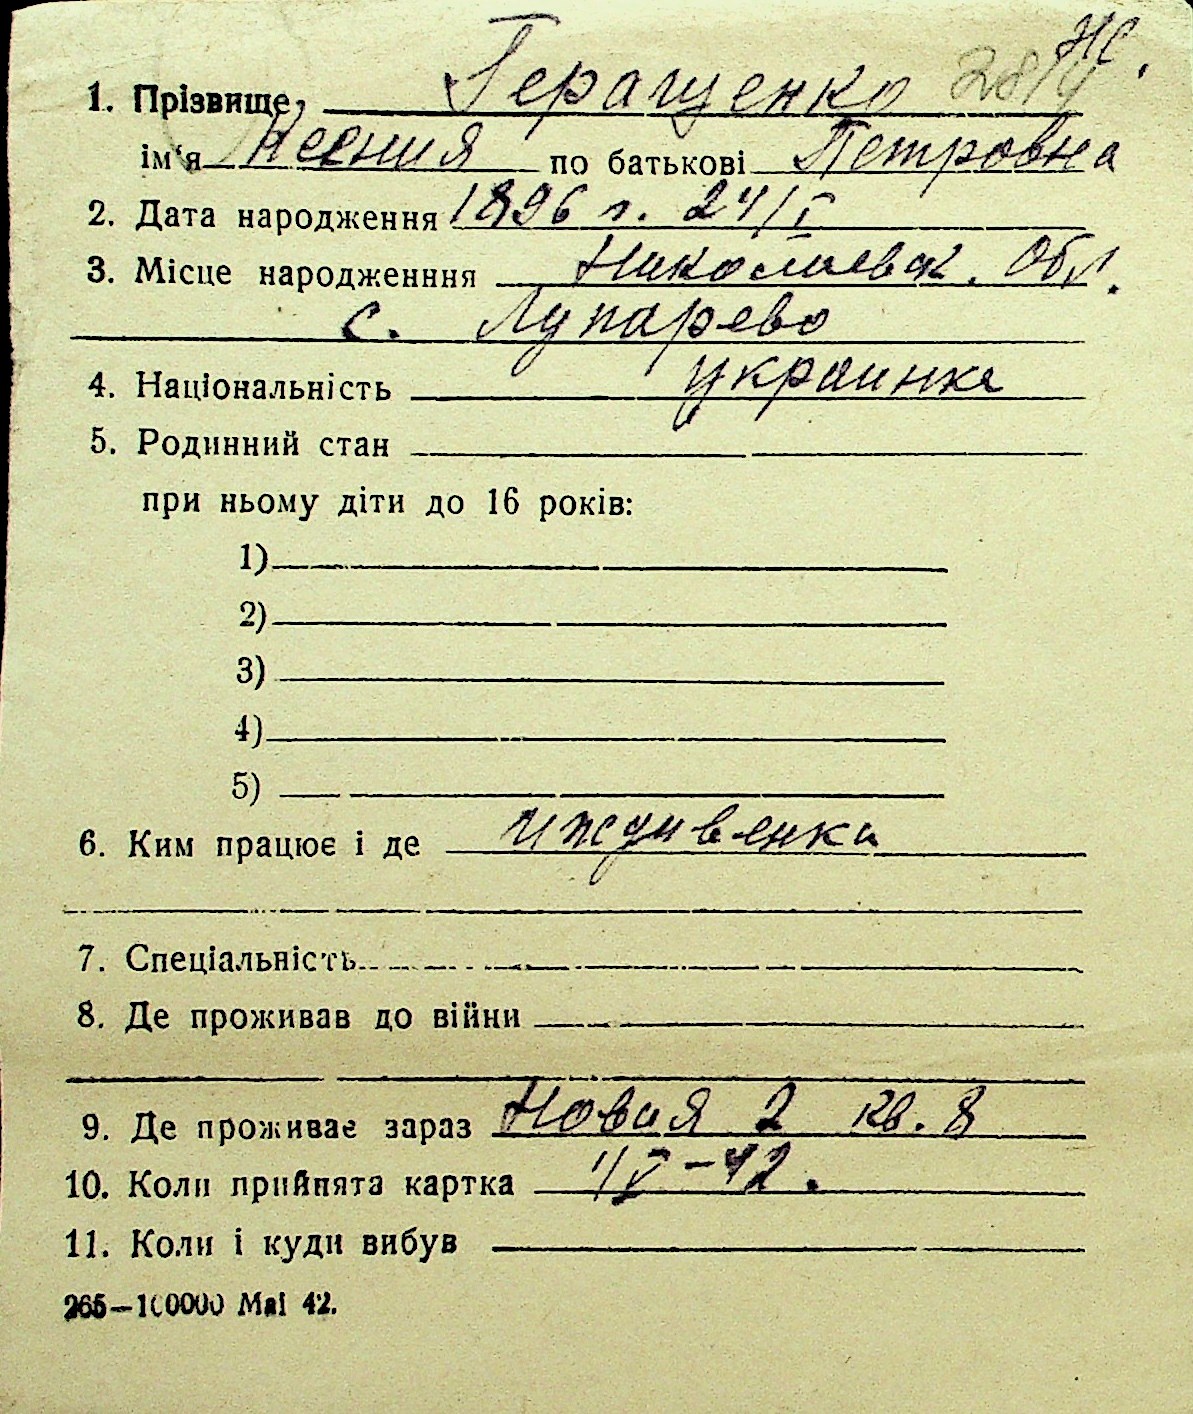 Нс.
1. Прізвище, Геращенко
ім'я Ксения по батькові Петровна
2. Дата народження 1896 г. 24/I
3. Місце народженння Николаевск. Обл.
с. Лупарево
4. Національність украинка
5. Родинний стан
при ньому діти до 16 років:
1)
2)
3)
4)
5)
6. Ким працює і де иждивенка
7. Спеціальність
8. Де проживав до війни
9. Де проживає зараз Новая 2 кв. 8
10. Коли прийнята картка
11. Коли і куди вибув
265—100000 Mai 42.